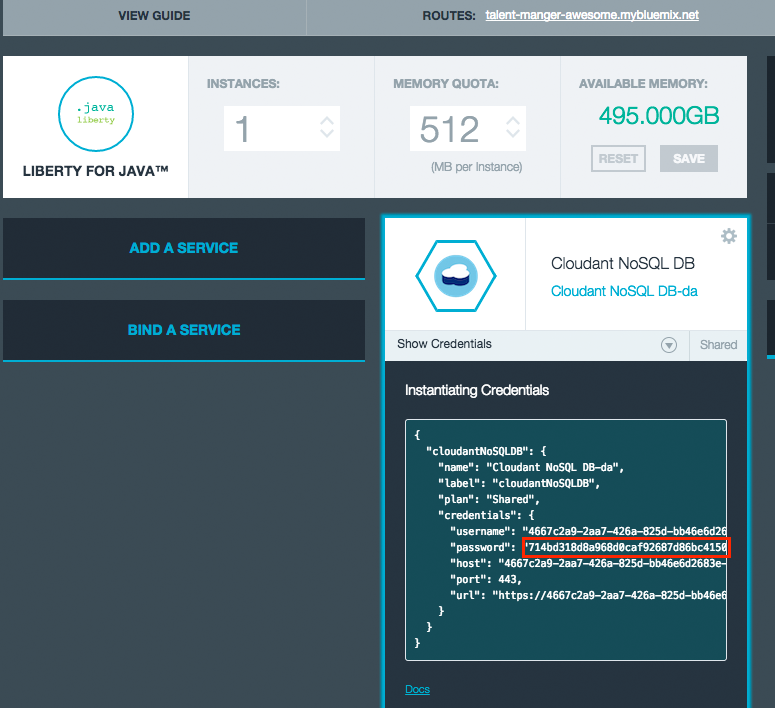 VIEW GUIDE
ROUTES: talent-manger-awesome.mybluemix.net
INSTANCES:
MEMORY QUOTA:
AVAILABLE MEMORY:
.java
liberty
1
512
495.000GB
(MB per Instance)
RESET
SAVE
LIBERTY FOR JAVA™
ADD A SERVICE
BIND A SERVICE
Cloudant NoSQL DB
Cloudant NoSQL DB-da
Show Credentials
Shared
Instantiating Credentials
{
"cloudantNoSQLDB": {
"name": "Cloudant NoSQL DB-da",
"label": "cloudantNoSQLDB",
"plan": "Shared",
"credentials": {
"username": "4667c2a9-2aa7-426a-825d-bb46e6d26
"password": "714bd318d8a968d0caf92687d86bc4150
"host": "4667c2a9-2aa7-426a-825d-bb46e6d2683e-
"port": 443,
"url": "https://4667c2a9-2aa7-426a-825d-bb46e6
}
}
}
Docs